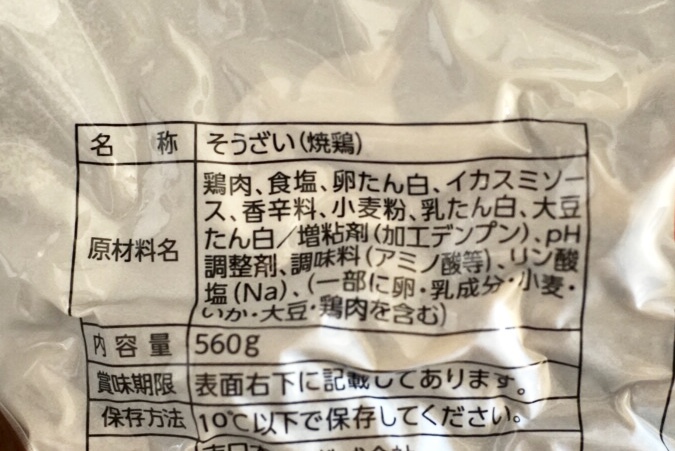 名称 そうざい(焼鶏)
原材料名 鶏肉、食塩、卵たん白、イカスミソー
ス、香辛料、小麦粉、乳たん白、大豆
たん白/増粘剤(加工デンプン)、pH
調整剤、調味料(アミノ酸等)、リン酸
塩(Na)、(一部に卵・乳成分・小麦・
いか・大豆・鶏肉を含む)
内容量 560g
賞味期限 表面右下に記載してあります。
保存方法 10℃以下で保存してください。